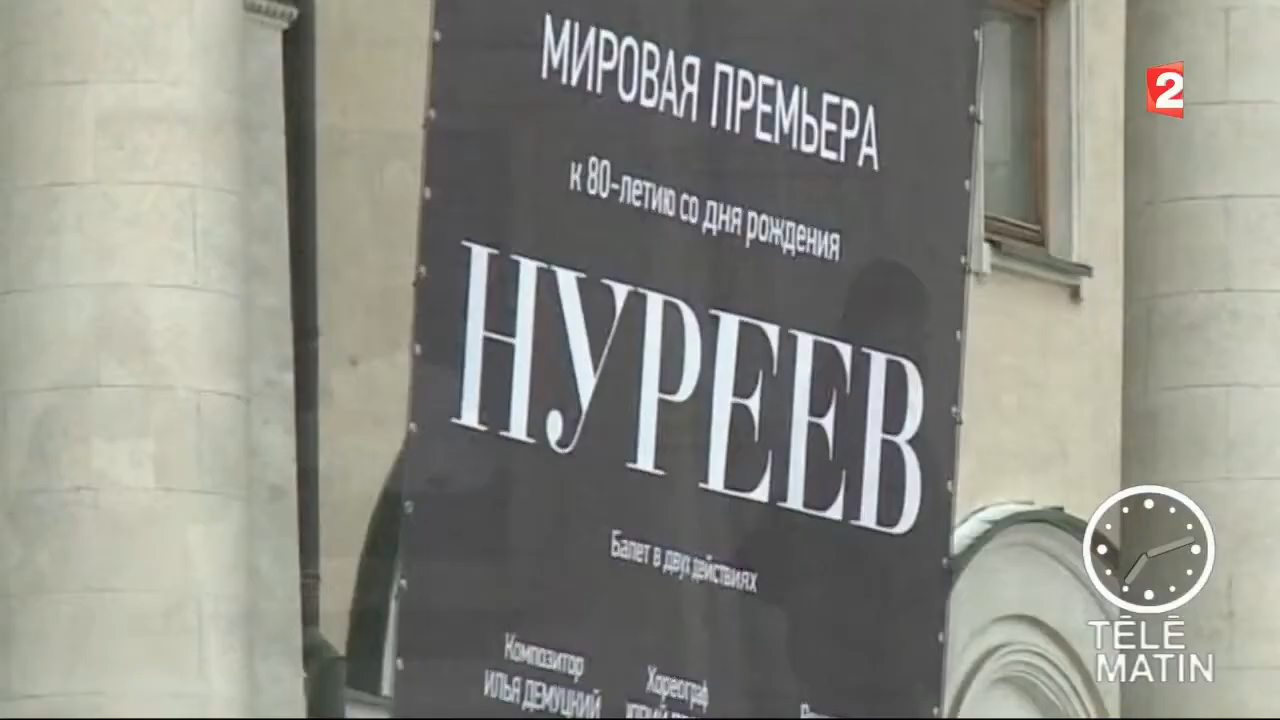 МИРОВАЯ ПРЕМЬЕРА
к 80-летию со дня рождения
НУРЕЕВ
Балет в двух действиях
Композитор
ИЛЬЯ ДЕМУЦКИЙ
Хореограф
2
TÉLÉ
MATIN